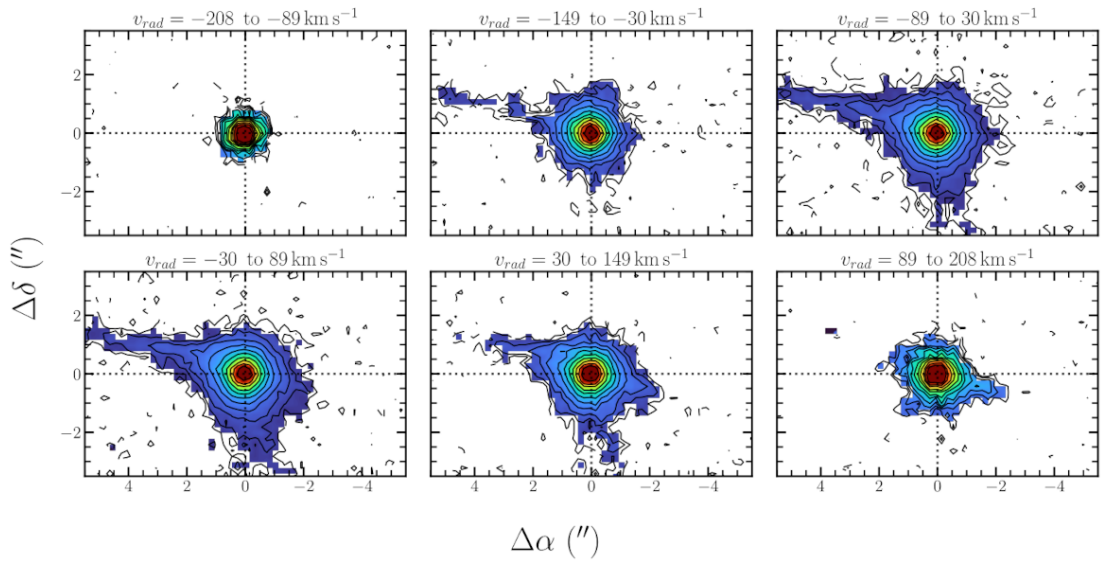 v_rad = −208 to −89 km s⁻¹
v_rad = −149 to −30 km s⁻¹
v_rad = −89 to 30 km s⁻¹
2
0
−2
v_rad = −30 to 89 km s⁻¹
v_rad = 30 to 149 km s⁻¹
v_rad = 89 to 208 km s⁻¹
2
0
−2
4 2 0 −2 −4
4 2 0 −2 −4
4 2 0 −2 −4
Δδ (″)
Δα (″)